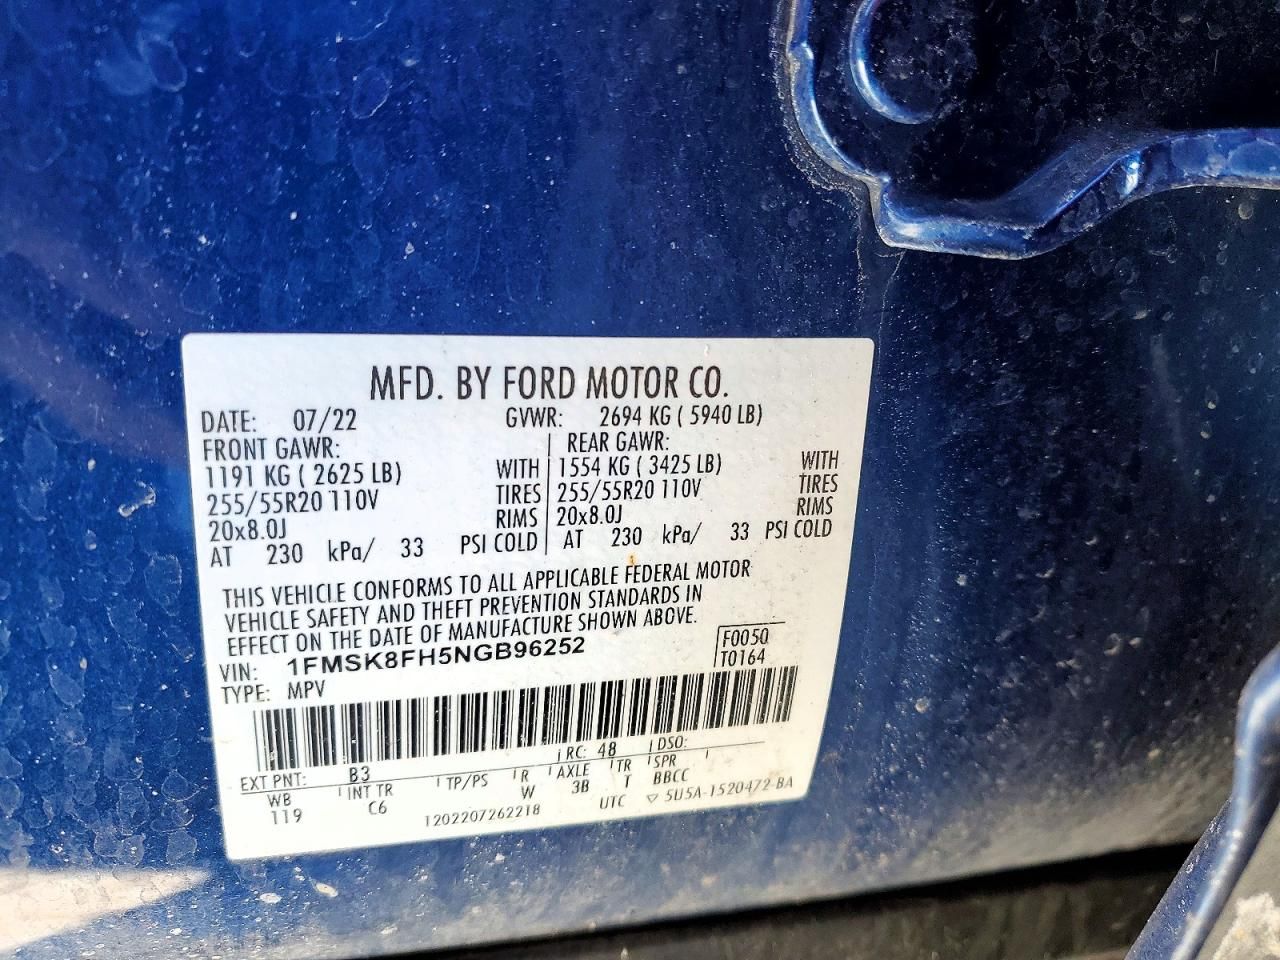 MFD. BY FORD MOTOR CO.
DATE: 07/22 GVWR: 2694 KG ( 5940 LB)
FRONT GAWR: REAR GAWR:
1191 KG ( 2625 LB) WITH 1554 KG ( 3425 LB) WITH
255/55R20 110V TIRES 255/55R20 110V TIRES
20x8.0J RIMS 20x8.0J RIMS
AT 230 kPa/ 33 PSI COLD AT 230 kPa/ 33 PSI COLD
THIS VEHICLE CONFORMS TO ALL APPLICABLE FEDERAL MOTOR
VEHICLE SAFETY AND THEFT PREVENTION STANDARDS IN
EFFECT ON THE DATE OF MANUFACTURE SHOWN ABOVE.
VIN: 1FMSK8FH5NGB96252 F0050
TYPE: MPV T0164
EXT PNT: B3 RC: 48 DSO:
WB INT TR TP/PS R AXLE TR SPR
119 C6 W 3B T BBCC
1202207262218 UTC ▽ 5U5A-1520472-BA